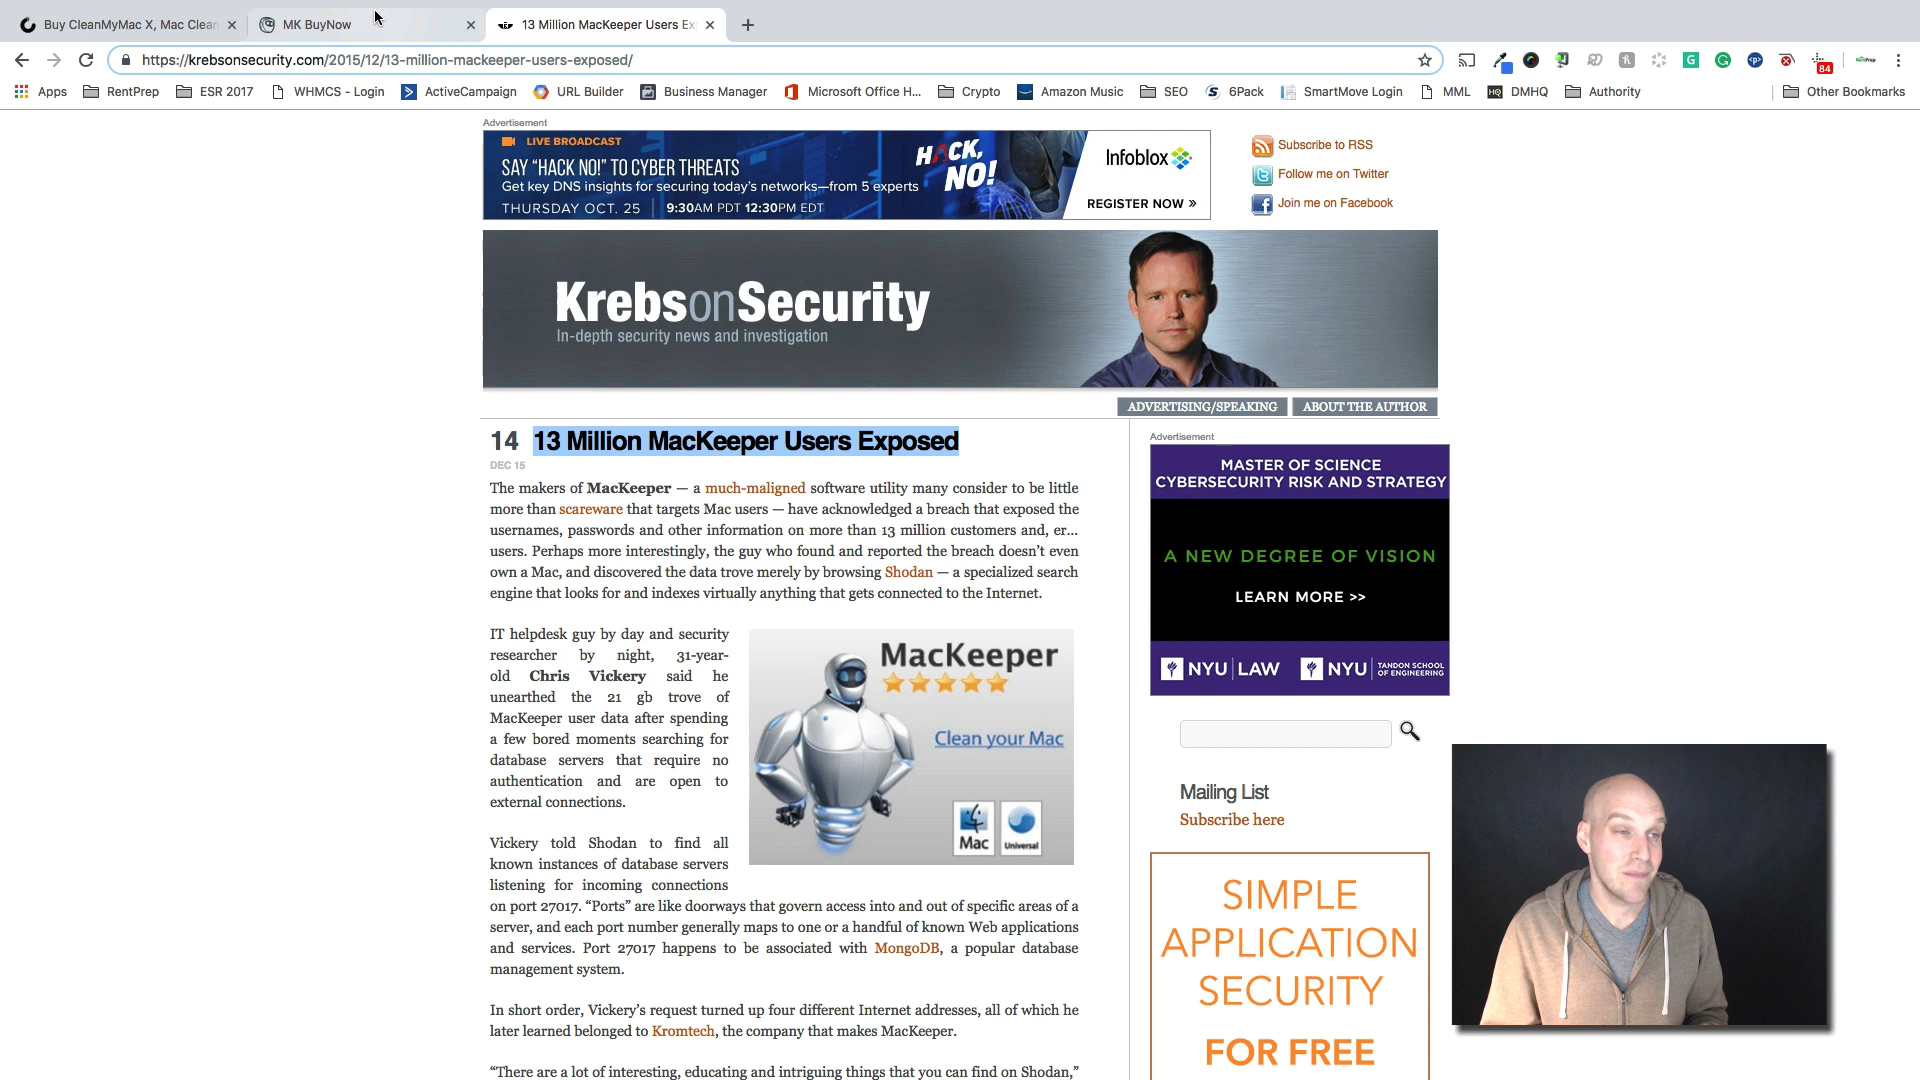 Buy CleanMyMac X, Mac Clean
MK BuyNow
13 Million MacKeeper Users Ex
https://krebsonsecurity.com/2015/12/13-million-mackeeper-users-exposed/
84
Apps
RentPrep
ESR 2017
WHMCS - Login
ActiveCampaign
URL Builder
Business Manager
Microsoft Office H...
Crypto
Amazon Music
SEO
6Pack
SmartMove Login
MML
DMHQ
Authority
Other Bookmarks
Advertisement
LIVE BROADCAST
SAY “HACK NO!” TO CYBER THREATS
Get key DNS insights for securing today's networks—from 5 experts
THURSDAY OCT. 25 | 9:30AM PDT 12:30PM EDT
HACK,
NO!
Infoblox
REGISTER NOW »
Subscribe to RSS
Follow me on Twitter
Join me on Facebook
KrebsonSecurity
In-depth security news and investigation
ADVERTISING/SPEAKING
ABOUT THE AUTHOR
14 13 Million MacKeeper Users Exposed
DEC 15
The makers of MacKeeper — a much-maligned software utility many consider to be little
more than scareware that targets Mac users — have acknowledged a breach that exposed the
usernames, passwords and other information on more than 13 million customers and, er…
users. Perhaps more interestingly, the guy who found and reported the breach doesn’t even
own a Mac, and discovered the data trove merely by browsing Shodan — a specialized search
engine that looks for and indexes virtually anything that gets connected to the Internet.
IT helpdesk guy by day and security
researcher by night, 31-year-
old Chris Vickery said he
unearthed the 21 gb trove of
MacKeeper user data after spending
a few bored moments searching for
database servers that require no
authentication and are open to
external connections.
MacKeeper
Clean your Mac
Mac
Universal
Vickery told Shodan to find all
known instances of database servers
listening for incoming connections
on port 27017. “Ports” are like doorways that govern access into and out of specific areas of a
server, and each port number generally maps to one or a handful of known Web applications
and services. Port 27017 happens to be associated with MongoDB, a popular database
management system.
In short order, Vickery’s request turned up four different Internet addresses, all of which he
later learned belonged to Kromtech, the company that makes MacKeeper.
“There are a lot of interesting, educating and intriguing things that you can find on Shodan,”
Advertisement
MASTER OF SCIENCE
CYBERSECURITY RISK AND STRATEGY
A NEW DEGREE OF VISION
LEARN MORE >>
NYU | LAW
NYU | TANDON SCHOOL
OF ENGINEERING
Mailing List
Subscribe here
SIMPLE
APPLICATION
SECURITY
FOR FREE